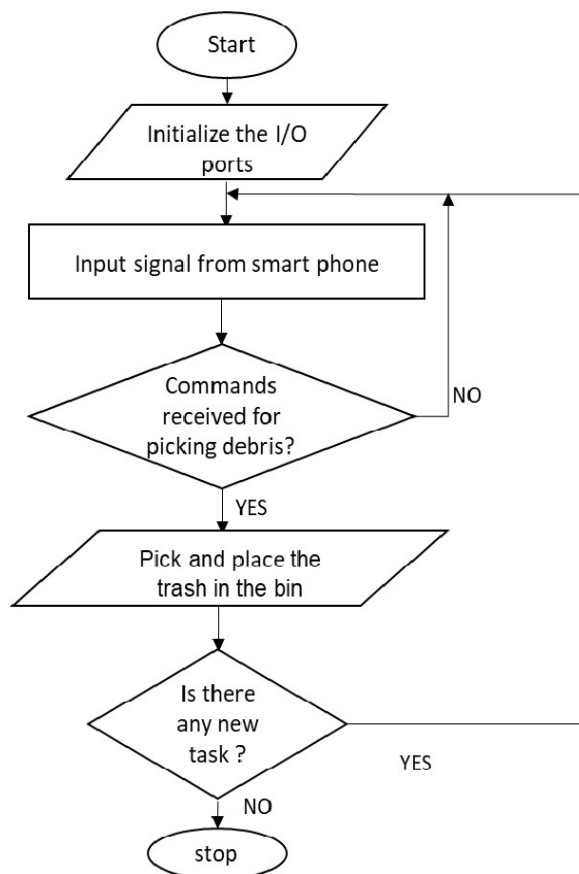 Start
Initialize the I/O
ports
Input signal from smart phone
Commands
received for
picking debris?
NO
YES
Pick and place the
trash in the bin
Is there
any new
task ?
YES
NO
stop